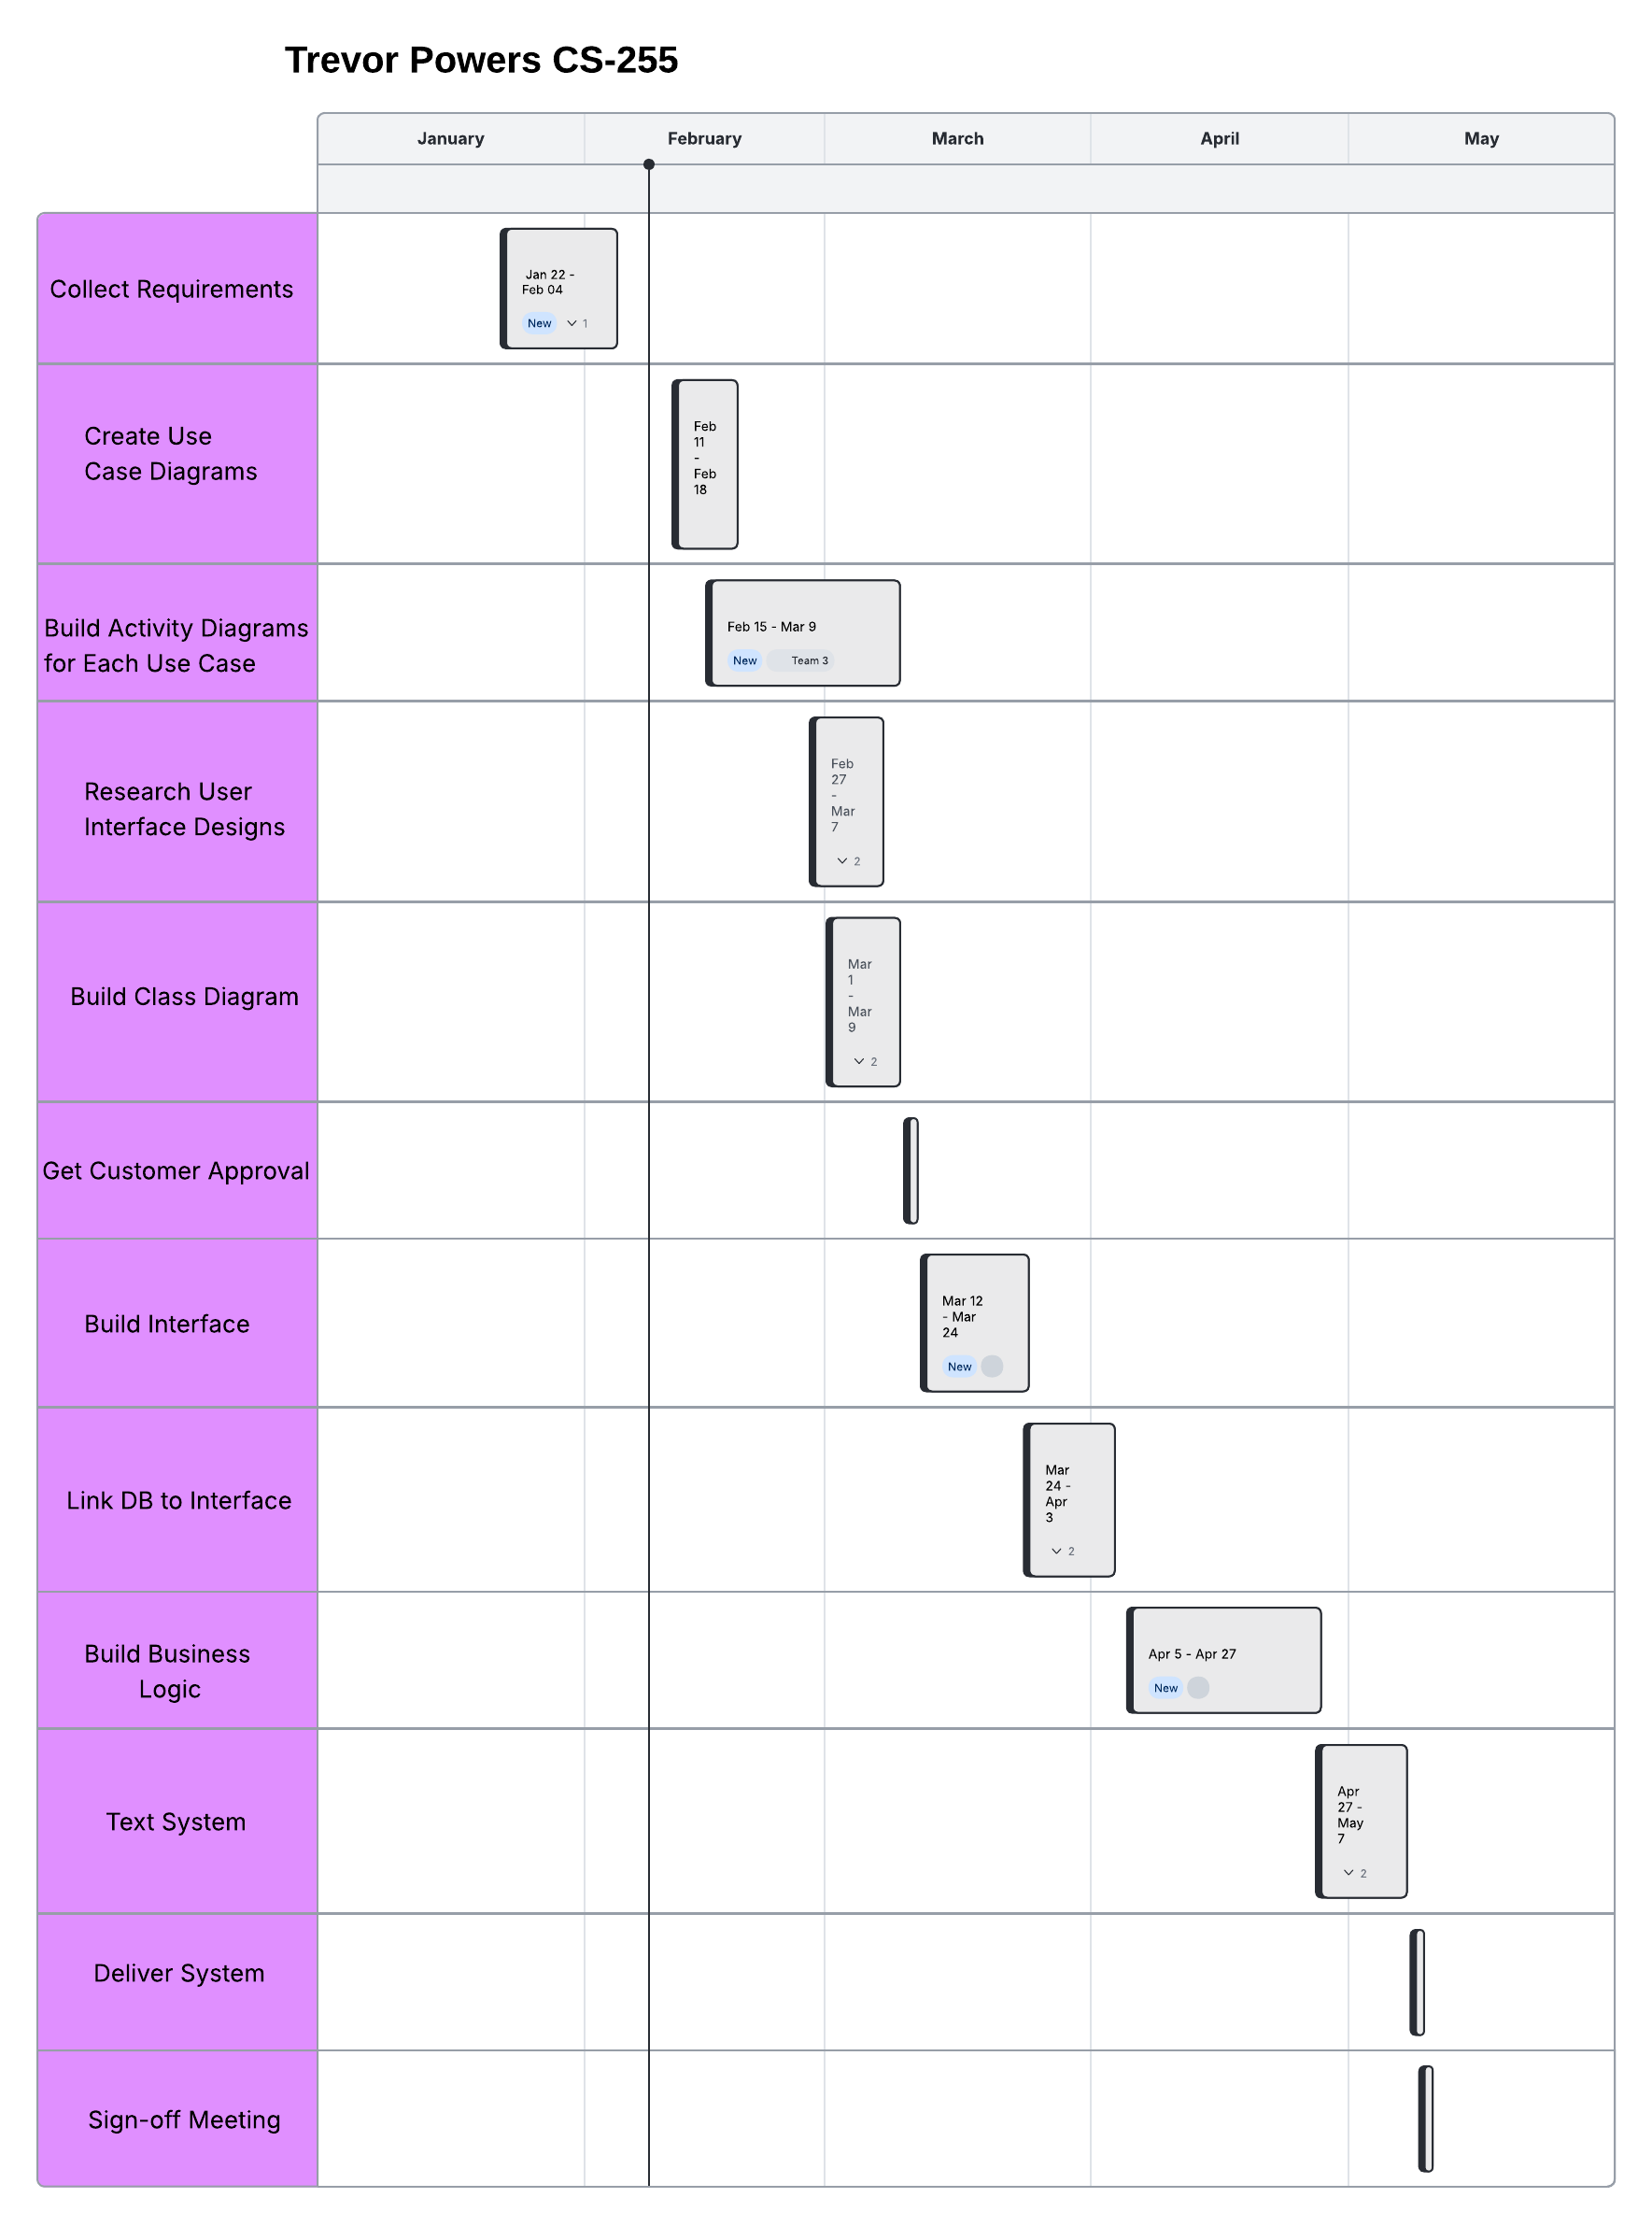 Trevor Powers CS-255
January February March April May
Collect Requirements
Jan 22 -
Feb 04
New 1
Create Use
Case Diagrams
Feb
11
-
Feb
18
Build Activity Diagrams
for Each Use Case
Feb 15 - Mar 9
New Team 3
Research User
Interface Designs
Feb
27
-
Mar
7
2
Build Class Diagram
Mar
1
-
Mar
9
2
Get Customer Approval
Build Interface
Mar 12
- Mar
24
New
Link DB to Interface
Mar
24 -
Apr
3
2
Build Business
Logic
Apr 5 - Apr 27
New
Text System
Apr
27 -
May
7
2
Deliver System
Sign-off Meeting